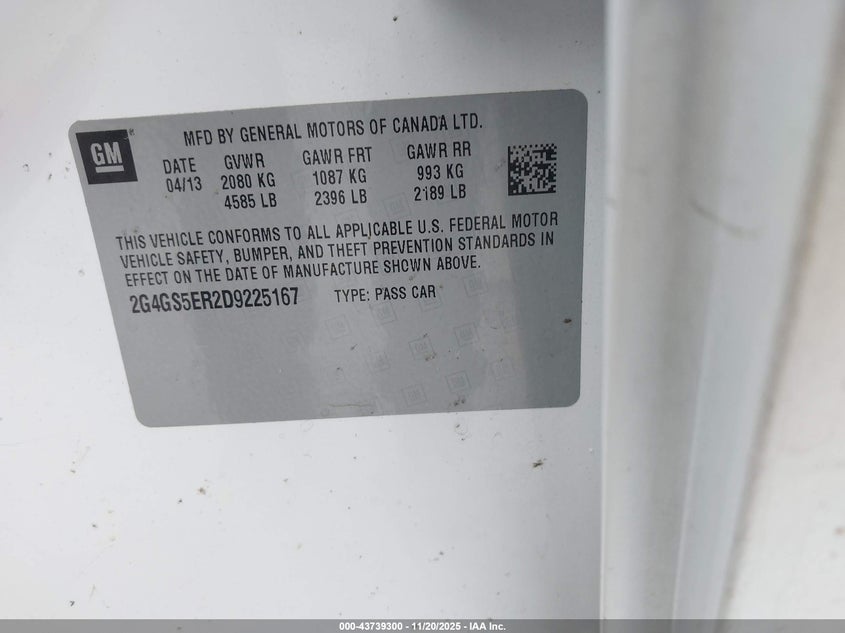 GM
MFD BY GENERAL MOTORS OF CANADA LTD.
DATE GVWR GAWR FRT GAWR RR
04/13 2080 KG 1087 KG 993 KG
4585 LB 2396 LB 2189 LB
THIS VEHICLE CONFORMS TO ALL APPLICABLE U.S. FEDERAL MOTOR
VEHICLE SAFETY, BUMPER, AND THEFT PREVENTION STANDARDS IN
EFFECT ON THE DATE OF MANUFACTURE SHOWN ABOVE.
2G4GS5ER2D9225167 TYPE: PASS CAR
000-43739300 - 11/20/2025 - IAA Inc.